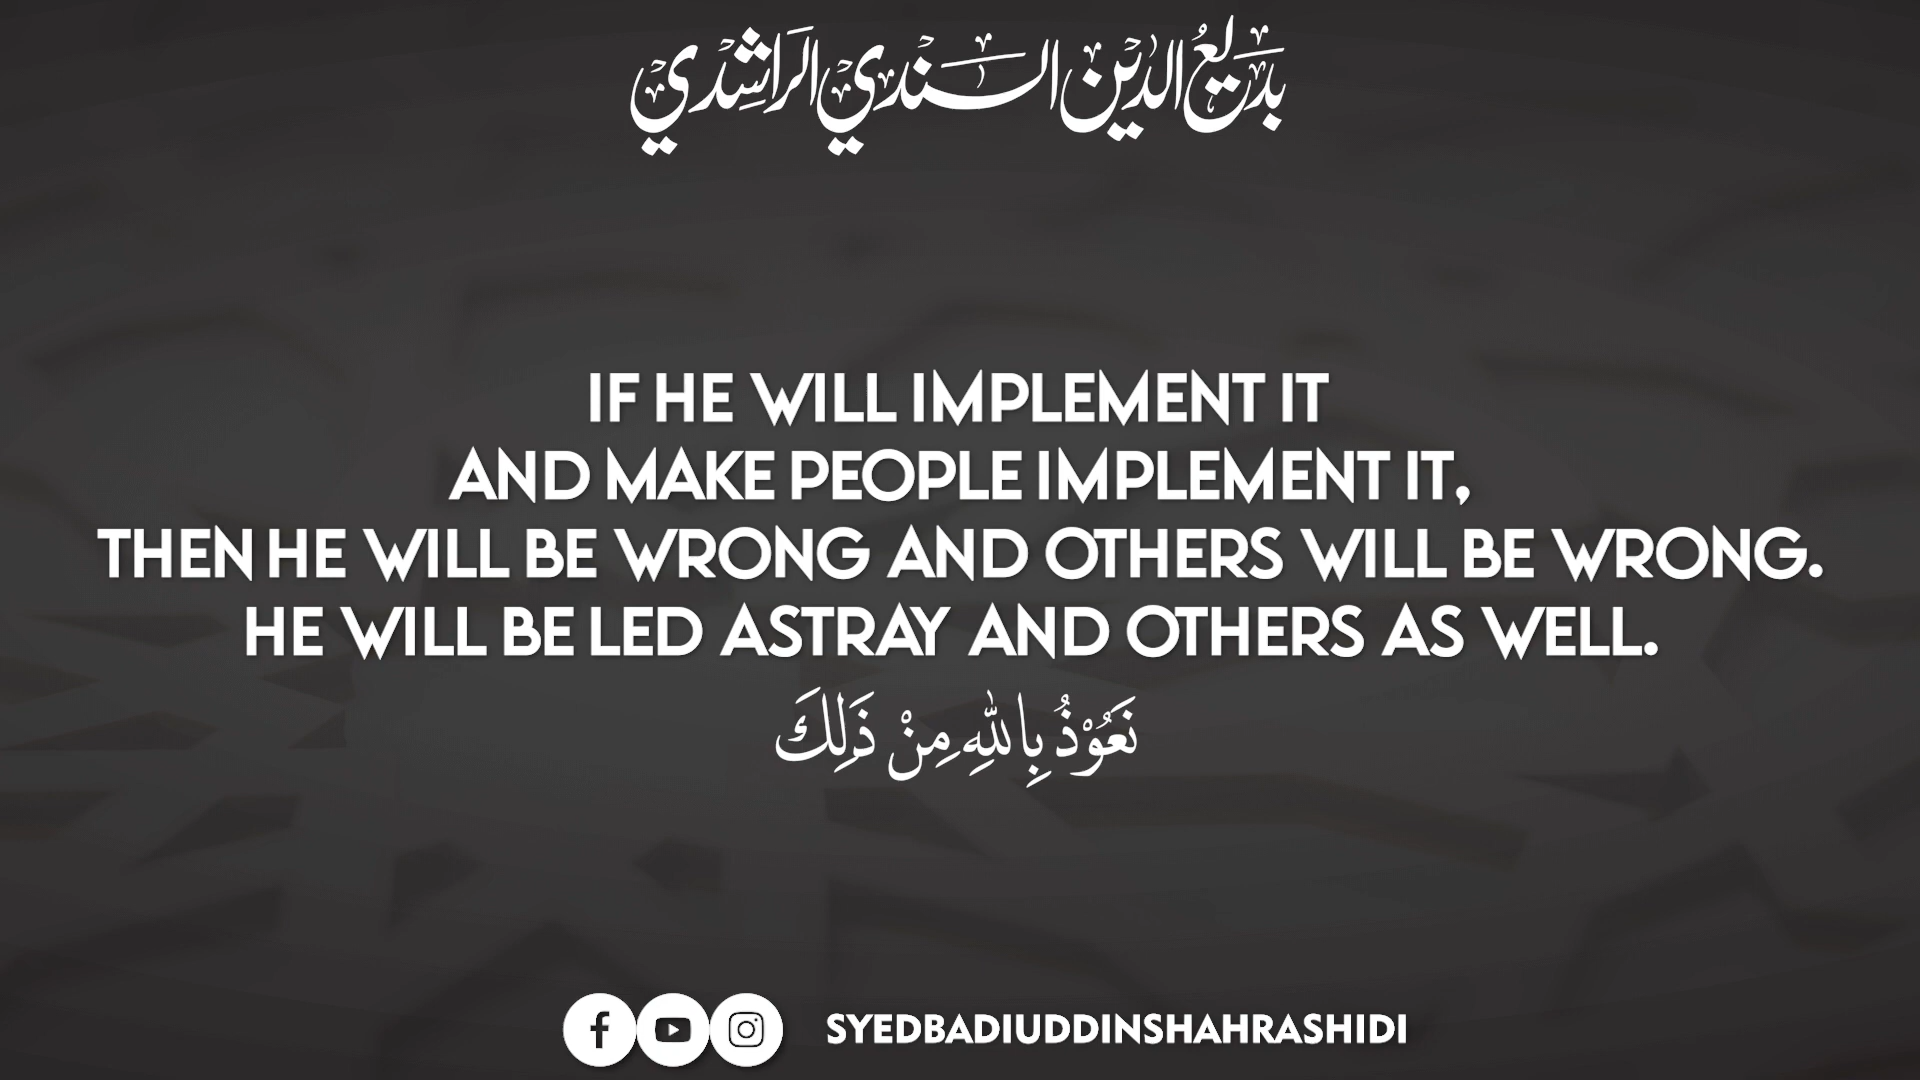 بديع الدين السندي الراشدي
IF HE WILL IMPLEMENT IT
AND MAKE PEOPLE IMPLEMENT IT,
THEN HE WILL BE WRONG AND OTHERS WILL BE WRONG.
HE WILL BE LED ASTRAY AND OTHERS AS WELL.
نَعُوْذُ بِاللّٰهِ مِنْ ذَلِكَ
SYEDBADIUDDINSHAHRASHIDI